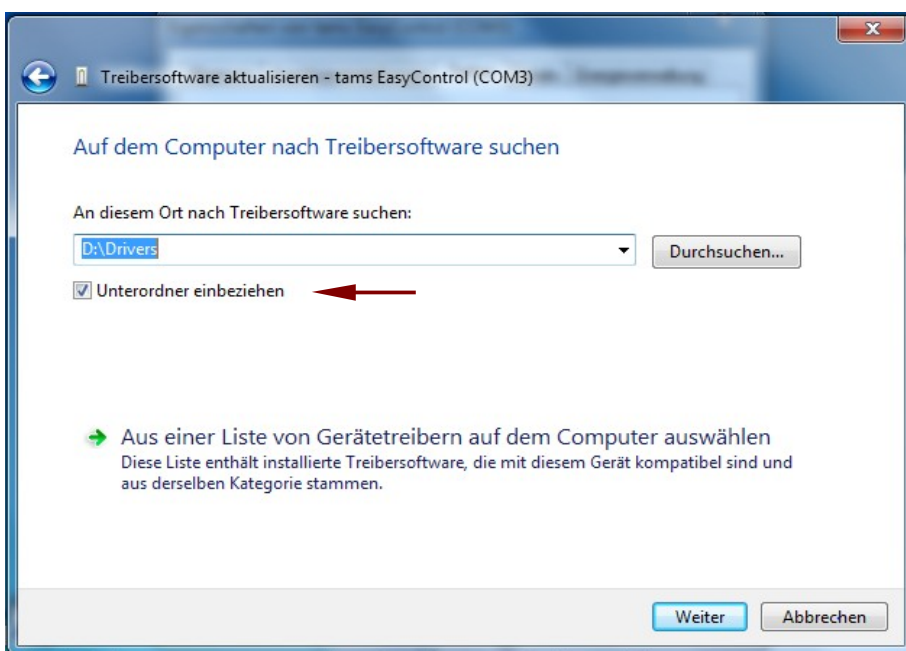 Treibersoftware aktualisieren - tams EasyControl (COM3)
Auf dem Computer nach Treibersoftware suchen
An diesem Ort nach Treibersoftware suchen:
D:\Drivers
Durchsuchen...
Unterordner einbeziehen
Aus einer Liste von Gerätetreibern auf dem Computer auswählen
Diese Liste enthält installierte Treibersoftware, die mit diesem Gerät kompatibel sind und
aus derselben Kategorie stammen.
Weiter
Abbrechen